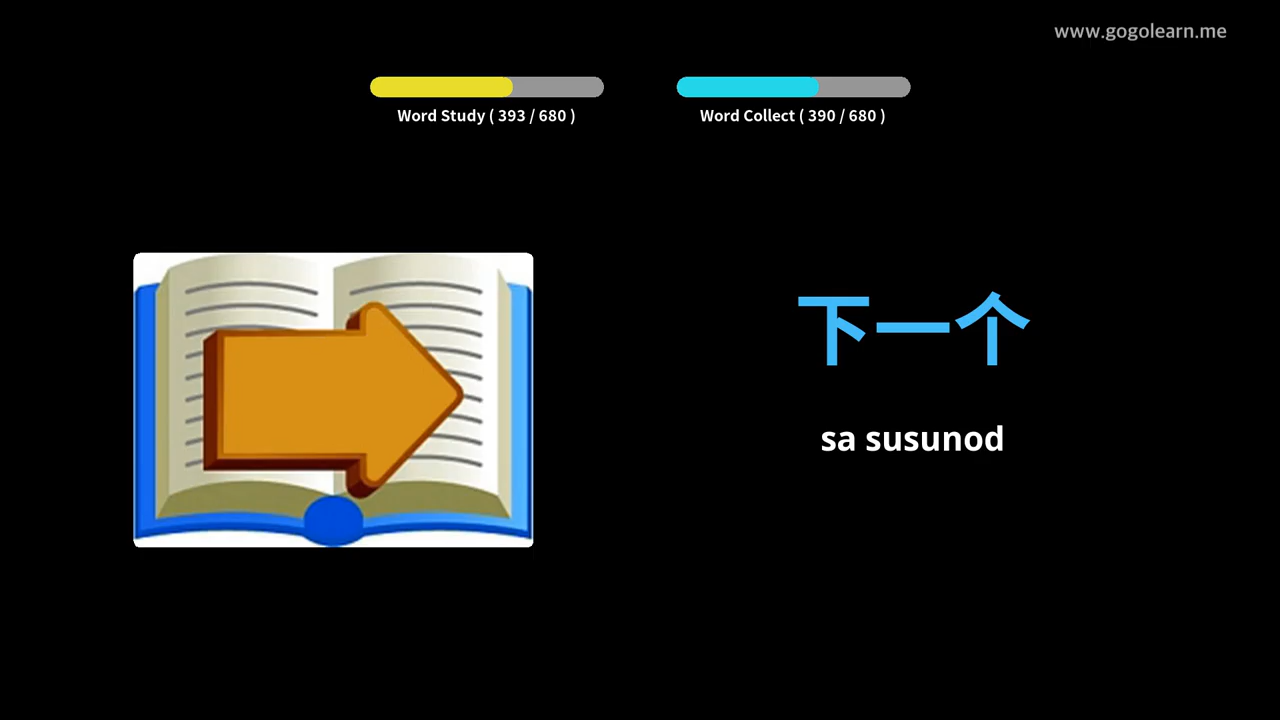 www.gogolearn.me
Word Study ( 393 / 680 )
Word Collect ( 390 / 680 )
下一个
sa susunod